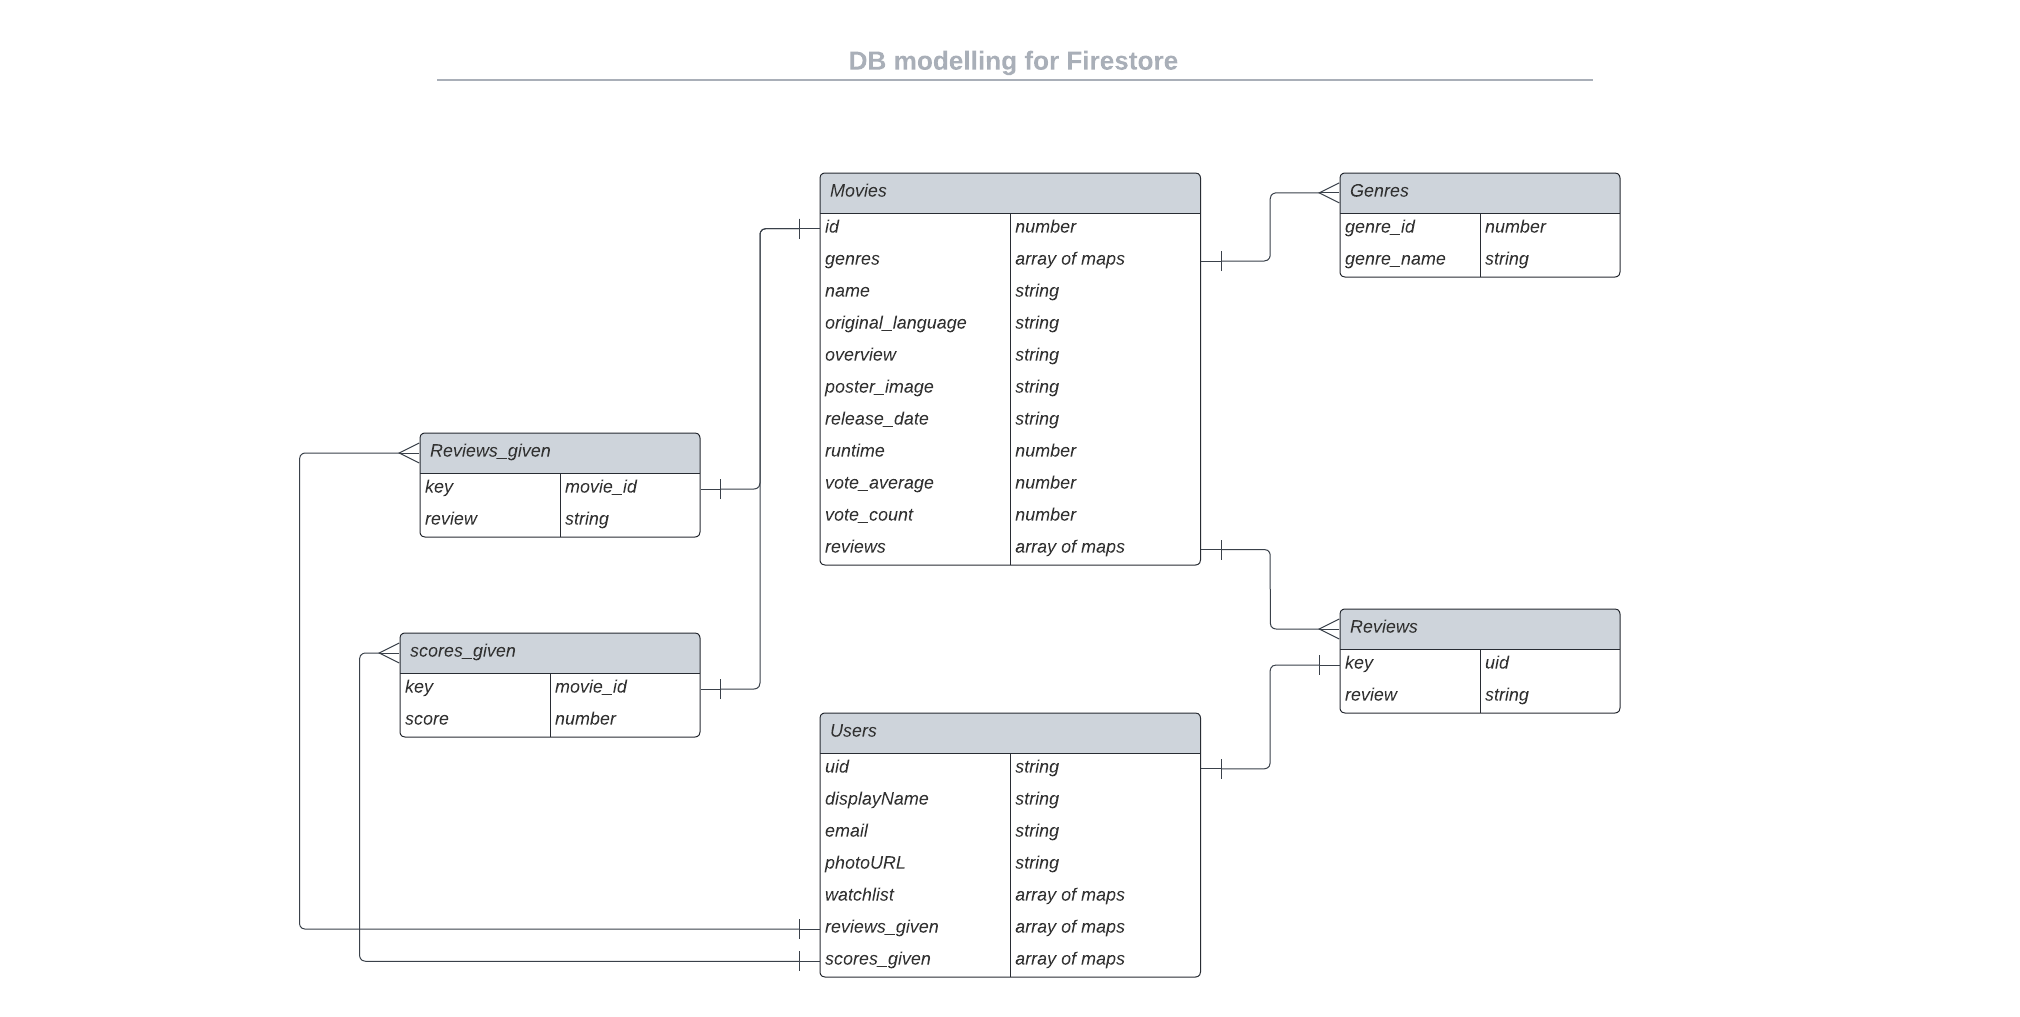 DB modelling for Firestore
Movies
id number
genres array of maps
name string
original_language string
overview string
poster_image string
release_date string
runtime number
vote_average number
vote_count number
reviews array of maps
Genres
genre_id number
genre_name string
Reviews_given
key movie_id
review string
scores_given
key movie_id
score number
Reviews
key uid
review string
Users
uid string
displayName string
email string
photoURL string
watchlist array of maps
reviews_given array of maps
scores_given array of maps